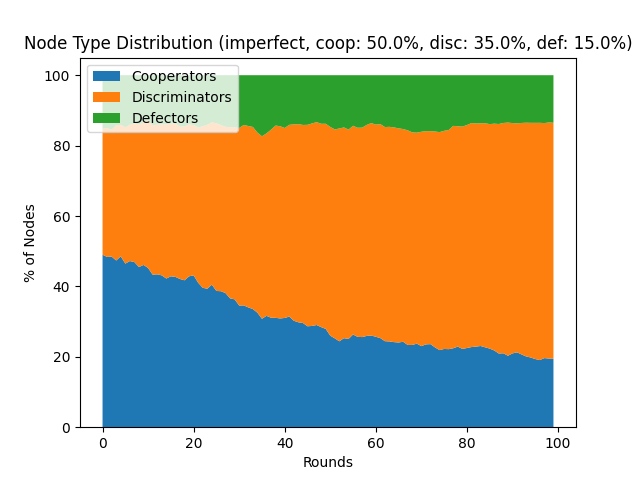 Node Type Distribution (imperfect, coop: 50.0%, disc: 35.0%, def: 15.0%)
Cooperators
Discriminators
Defectors
% of Nodes
100
80
60
40
20
0
0 20 40 60 80 100
Rounds